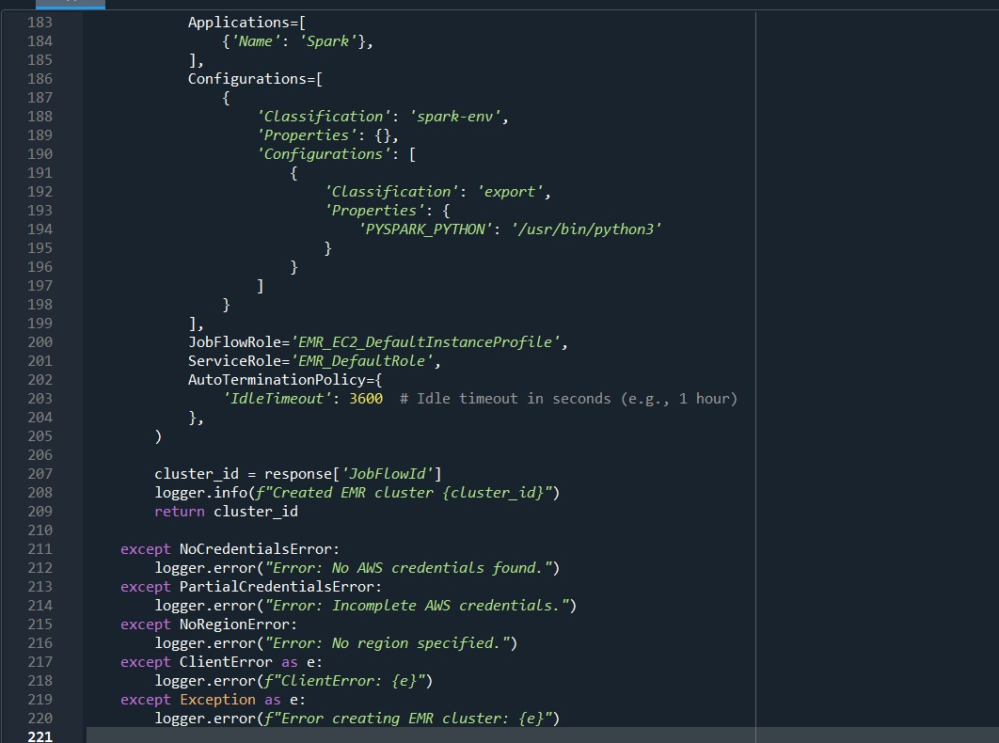 183 Applications=[
184 {'Name': 'Spark'},
185 ],
186 Configurations=[
187 {
188 'Classification': 'spark-env',
189 'Properties': {},
190 'Configurations': [
191 {
192 'Classification': 'export',
193 'Properties': {
194 'PYSPARK_PYTHON': '/usr/bin/python3'
195 }
196 }
197 ]
198 }
199 ],
200 JobFlowRole='EMR_EC2_DefaultInstanceProfile',
201 ServiceRole='EMR_DefaultRole',
202 AutoTerminationPolicy={
203 'IdleTimeout': 3600  # Idle timeout in seconds (e.g., 1 hour)
204 },
205 )
206
207 cluster_id = response['JobFlowId']
208 logger.info(f"Created EMR cluster {cluster_id}")
209 return cluster_id
210
211 except NoCredentialsError:
212 logger.error("Error: No AWS credentials found.")
213 except PartialCredentialsError:
214 logger.error("Error: Incomplete AWS credentials.")
215 except NoRegionError:
216 logger.error("Error: No region specified.")
217 except ClientError as e:
218 logger.error(f"ClientError: {e}")
219 except Exception as e:
220 logger.error(f"Error creating EMR cluster: {e}")
221